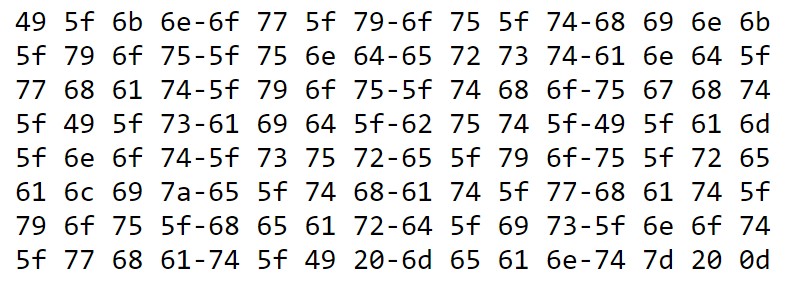 49 5f 6b 6e-6f 77 5f 79-6f 75 5f 74-68 69 6e 6b
5f 79 6f 75-5f 75 6e 64-65 72 73 74-61 6e 64 5f
77 68 61 74-5f 79 6f 75-5f 74 68 6f-75 67 68 74
5f 49 5f 73-61 69 64 5f-62 75 74 5f-49 5f 61 6d
5f 6e 6f 74-5f 73 75 72-65 5f 79 6f-75 5f 72 65
61 6c 69 7a-65 5f 74 68-61 74 5f 77-68 61 74 5f
79 6f 75 5f-68 65 61 72-64 5f 69 73-5f 6e 6f 74
5f 77 68 61-74 5f 49 20-6d 65 61 6e-74 7d 20 0d